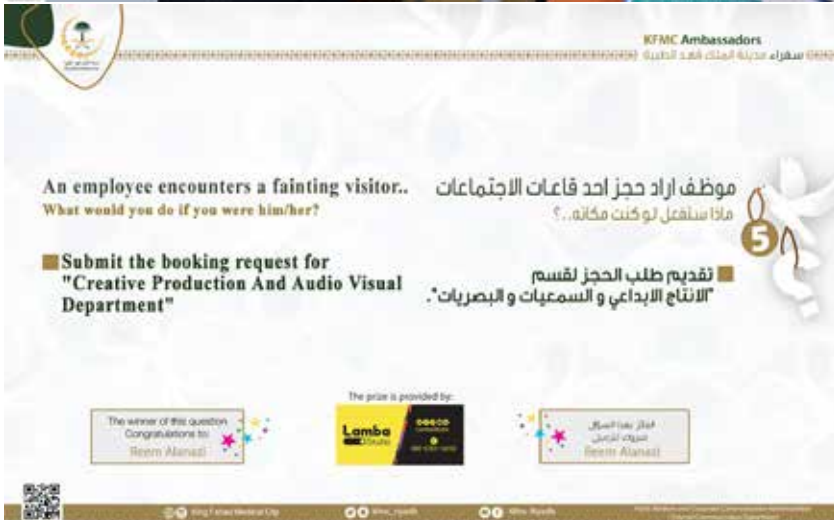 KFMC Ambassadors
سفراء مدينة الملك فهد الطبية
An employee encounters a fainting visitor..
What would you do if you were him/her?
Submit the booking request for
"Creative Production And Audio Visual
Department"
موظف اراد حجز احد قاعات الاجتماعات
ماذا ستفعل لو كنت مكانه..؟
5
تقديم طلب الحجز لقسم
"الانتاج الابداعي و السمعيات و البصريات".
The prize is provided by:
The winner of this question
Congratulations to:
Reem Alanazi
Lamba
الفائز بهذا السؤال
Reem Alanazi
King Fahad Medical City